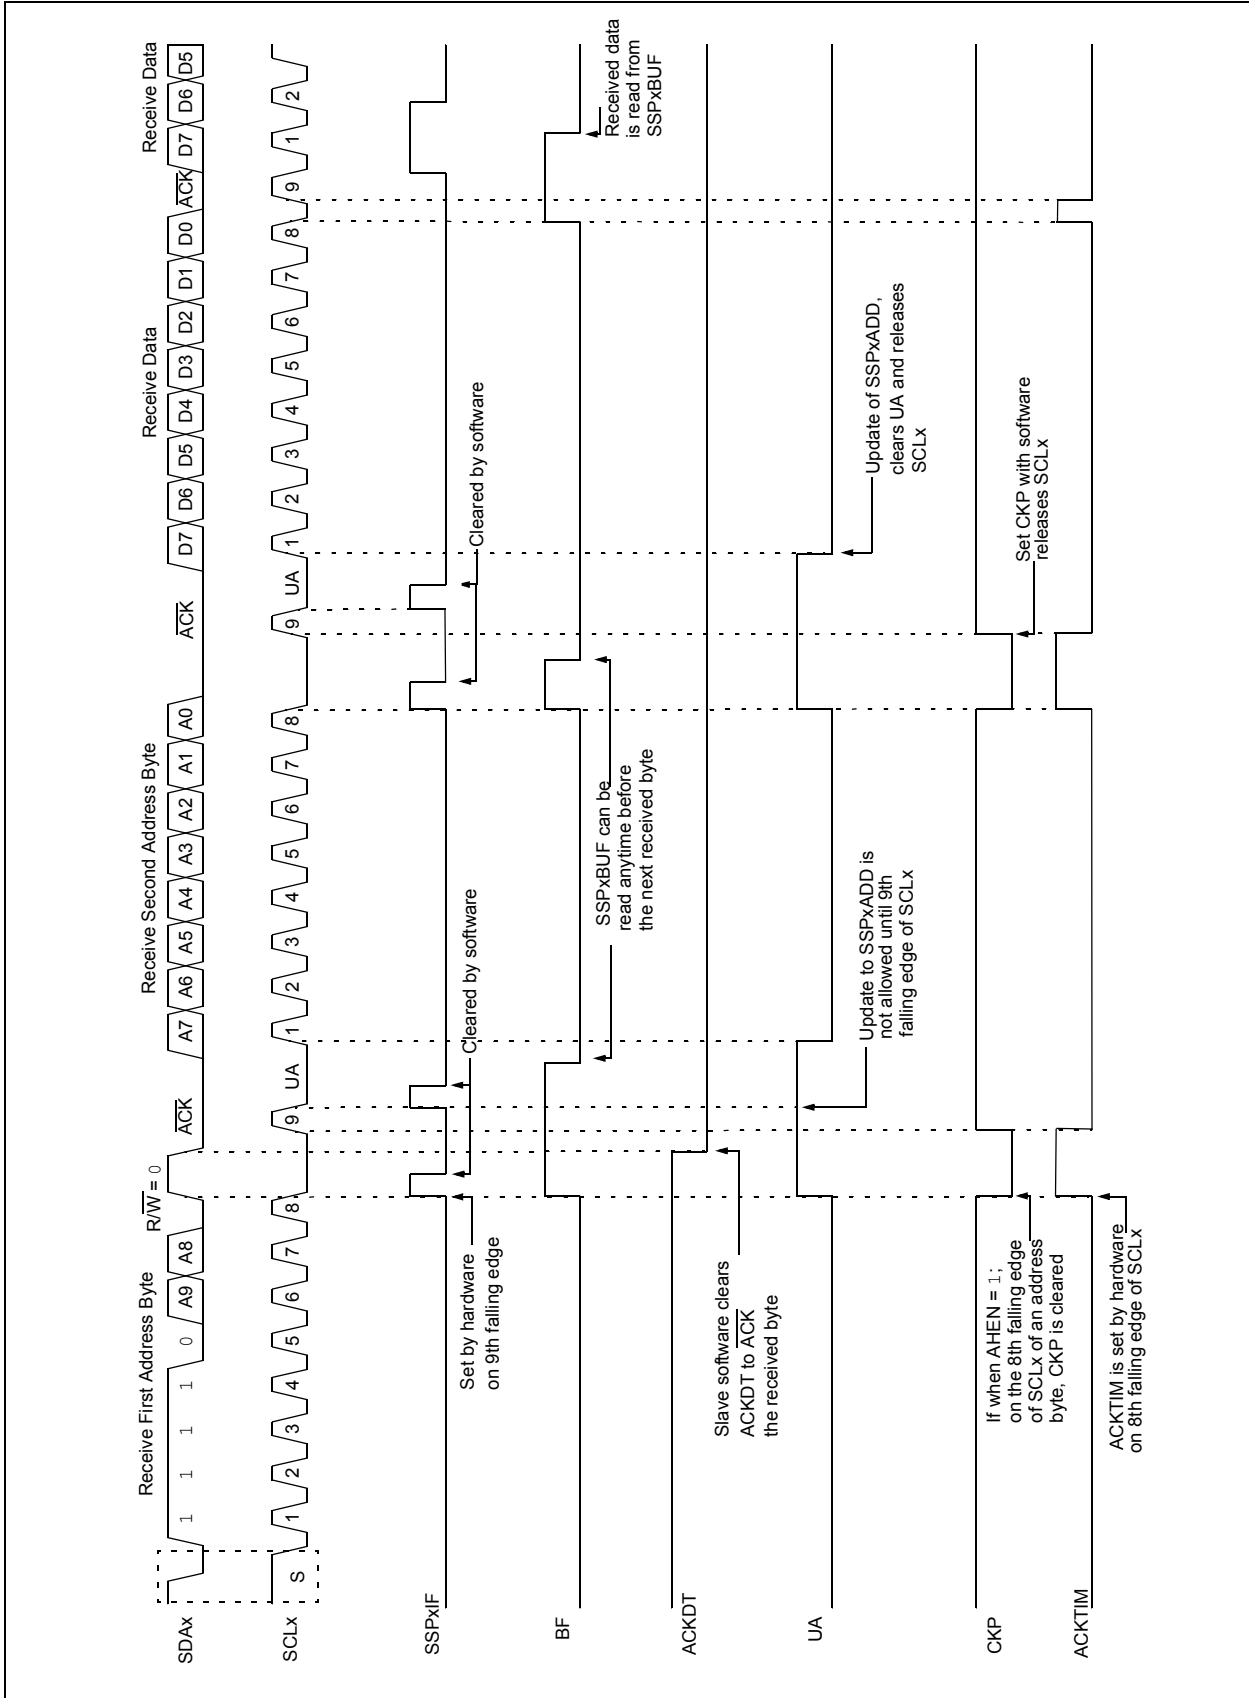 Receive First Address Byte
R/W = 0
Receive Second Address Byte
Receive Data
Receive Data
SDAx
1 1 1 1 0 A9 A8
ACK
A7 A6 A5 A4 A3 A2 A1 A0
ACK
D7 D6 D5 D4 D3 D2 D1 D0
ACK
D7 D6 D5
SCLx
S 1 2 3 4 5 6 7 8 9 UA 1 2 3 4 5 6 7 8 9 UA 1 2 3 4 5 6 7 8 9 1 2
SSPxIF
Set by hardware
on 9th falling edge
Cleared by software
Cleared by software
BF
SSPxBUF can be
read anytime before
the next received byte
Received data
is read from
SSPxBUF
ACKDT
Slave software clears
ACKDT to ACK
the received byte
UA
Update to SSPxADD is
not allowed until 9th
falling edge of SCLx
Update of SSPxADD,
clears UA and releases
SCLx
CKP
If when AHEN = 1;
on the 8th falling edge
of SCLx of an address
byte, CKP is cleared
Set CKP with software
releases SCLx
ACKTIM
ACKTIM is set by hardware
on 8th falling edge of SCLx